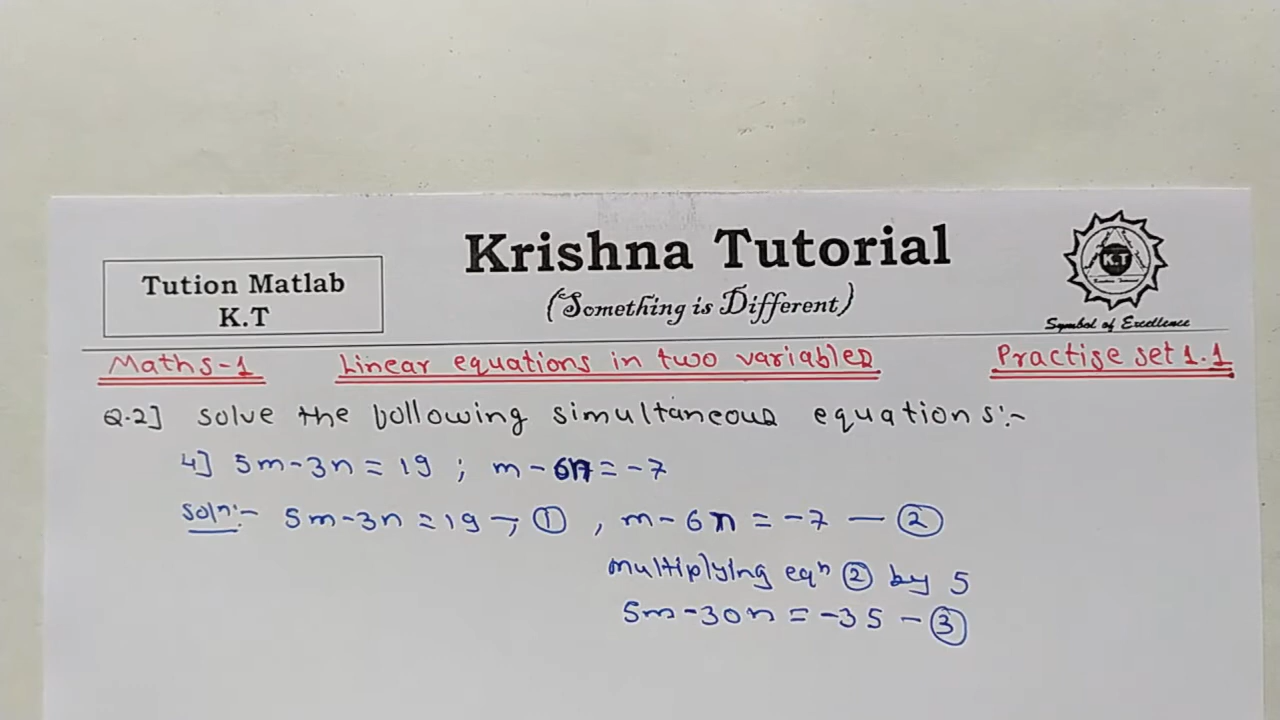 Krishna Tutorial
(Something is Different)
Tution Matlab
K.T
K.T
Symbol of Excellence
Maths-1 Linear equations in two variables Practise set 1.1
Q.2] Solve the following simultaneous equations:-
4] 5m-3n = 19 ; m-6n = -7
Solⁿ:- 5m-3n = 19 —, ① , m-6n = -7 — ②
multiplying eqⁿ ② by 5
5m-30n = -35 - ③